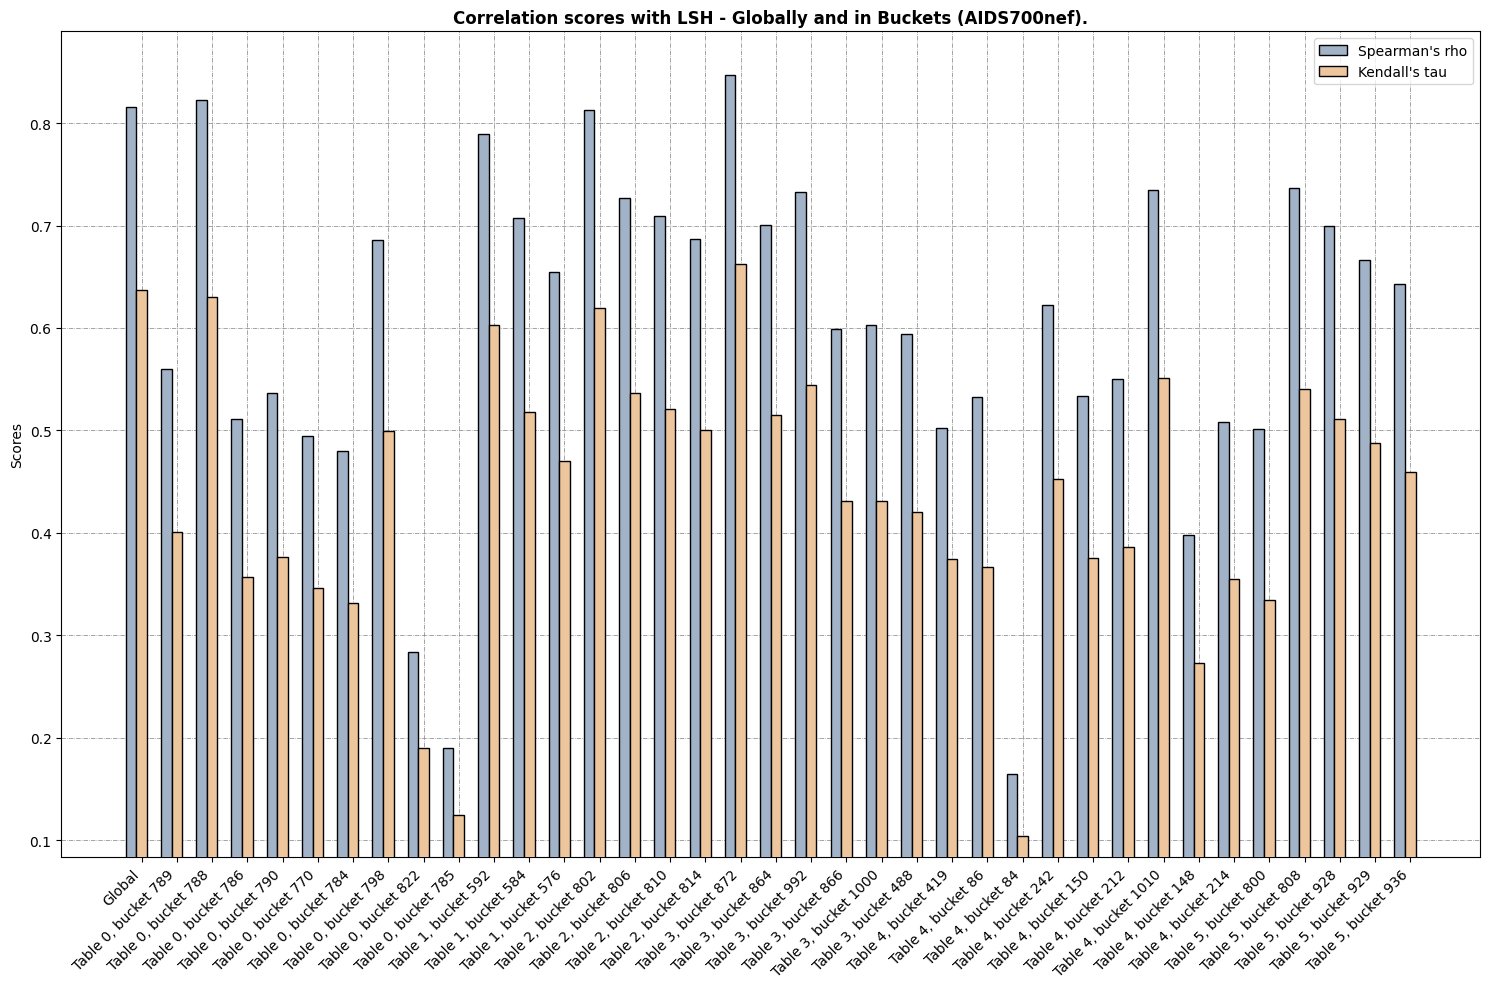 Correlation scores with LSH - Globally and in Buckets (AIDS700nef).
Spearman's rho
Kendall's tau
Scores
0.8
0.7
0.6
0.5
0.4
0.3
0.2
0.1
Global
Table 0, bucket 789
Table 0, bucket 788
Table 0, bucket 786
Table 0, bucket 790
Table 0, bucket 770
Table 0, bucket 784
Table 0, bucket 798
Table 0, bucket 822
Table 0, bucket 785
Table 1, bucket 592
Table 1, bucket 584
Table 1, bucket 576
Table 2, bucket 802
Table 2, bucket 806
Table 2, bucket 810
Table 2, bucket 814
Table 3, bucket 872
Table 3, bucket 864
Table 3, bucket 992
Table 3, bucket 866
Table 3, bucket 1000
Table 3, bucket 488
Table 4, bucket 419
Table 4, bucket 86
Table 4, bucket 84
Table 4, bucket 242
Table 4, bucket 150
Table 4, bucket 212
Table 4, bucket 1010
Table 4, bucket 148
Table 4, bucket 214
Table 5, bucket 800
Table 5, bucket 808
Table 5, bucket 928
Table 5, bucket 929
Table 5, bucket 936